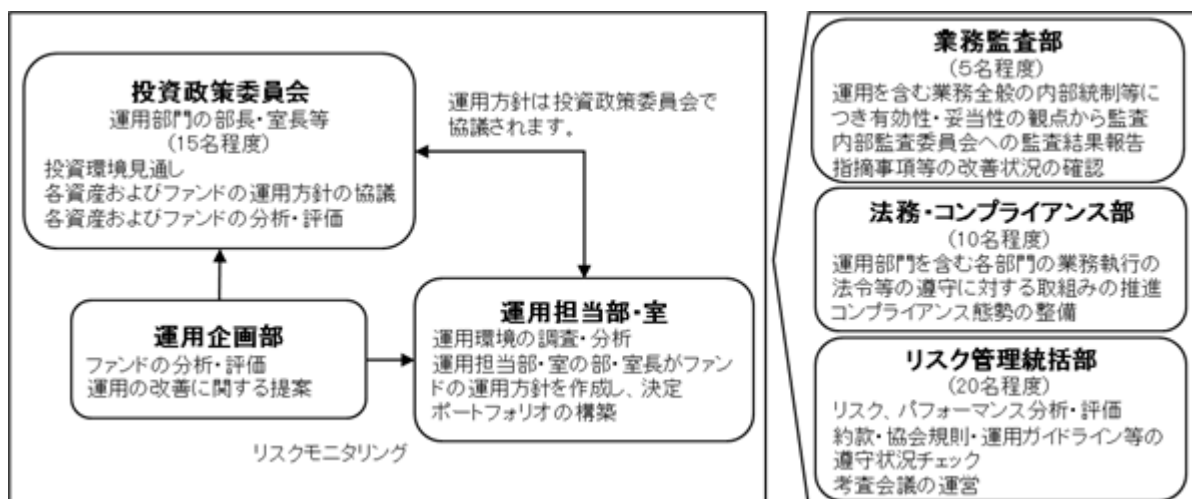 投資政策委員会
運用部門の部長・室長等
(15名程度)
投資環境見通し
各資産およびファンドの運用方針の協議
各資産およびファンドの分析・評価
運用方針は投資政策委員会で
協議されます。
運用企画部
ファンドの分析・評価
運用の改善に関する提案
運用担当部・室
運用環境の調査・分析
運用担当部・室の部・室長がファン
ドの運用方針を作成し、決定
ポートフォリオの構築
リスクモニタリング
業務監査部
(5名程度)
運用を含む業務全般の内部統制等に
つき有効性・妥当性の観点から監査
内部監査委員会への監査結果報告
指摘事項等の改善状況の確認
法務・コンプライアンス部
(10名程度)
運用部門を含む各部門の業務執行の
法令等の遵守に対する取組みの推進
コンプライアンス態勢の整備
リスク管理統括部
(20名程度)
リスク、パフォーマンス分析・評価
約款・協会規則・運用ガイドライン等の
遵守状況チェック
考査会議の運営